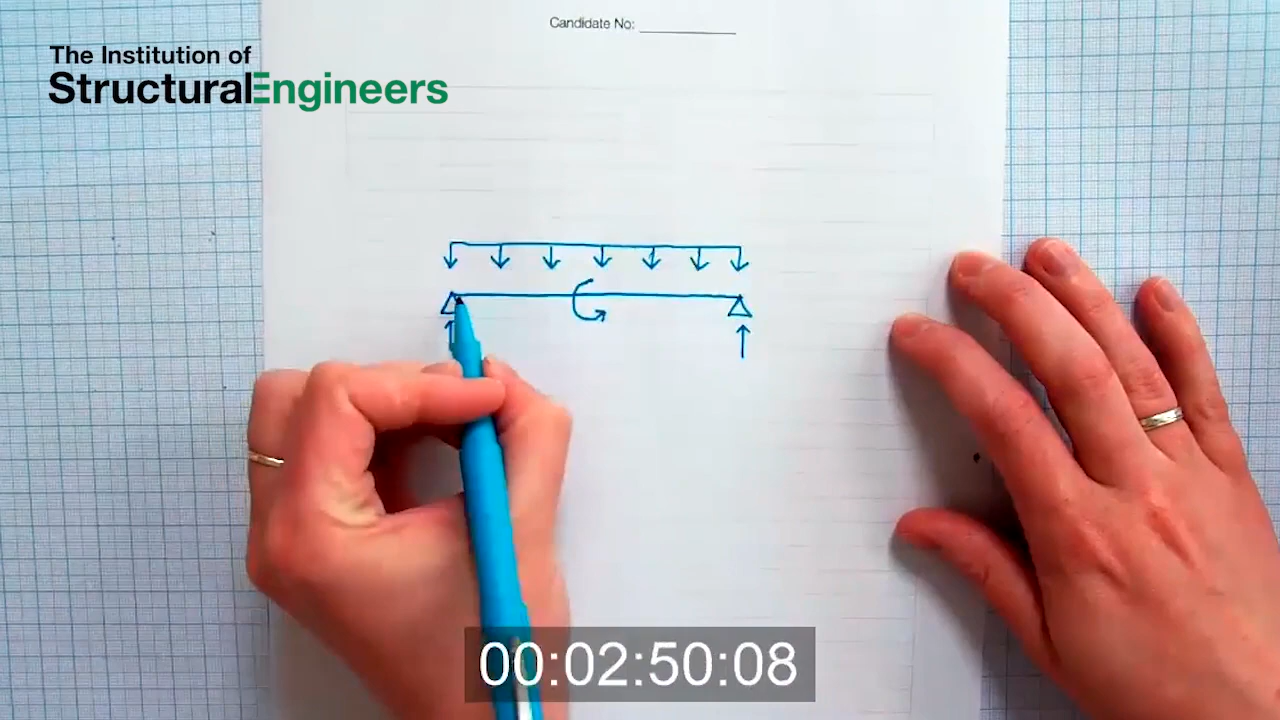 Candidate No:
The Institution of
StructuralEngineers
00:02:50:08